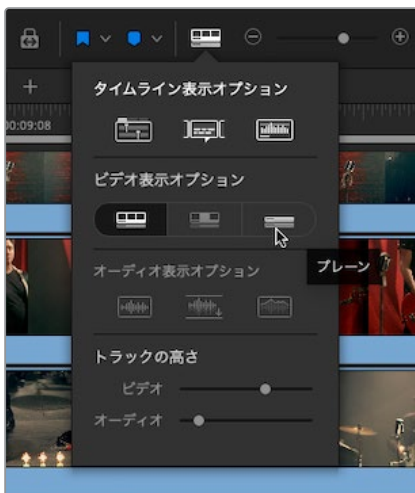 0:09:08
タイムライン表示オプション
ビデオ表示オプション
プレーン
オーディオ表示オプション
トラックの高さ
ビデオ
オーディオ